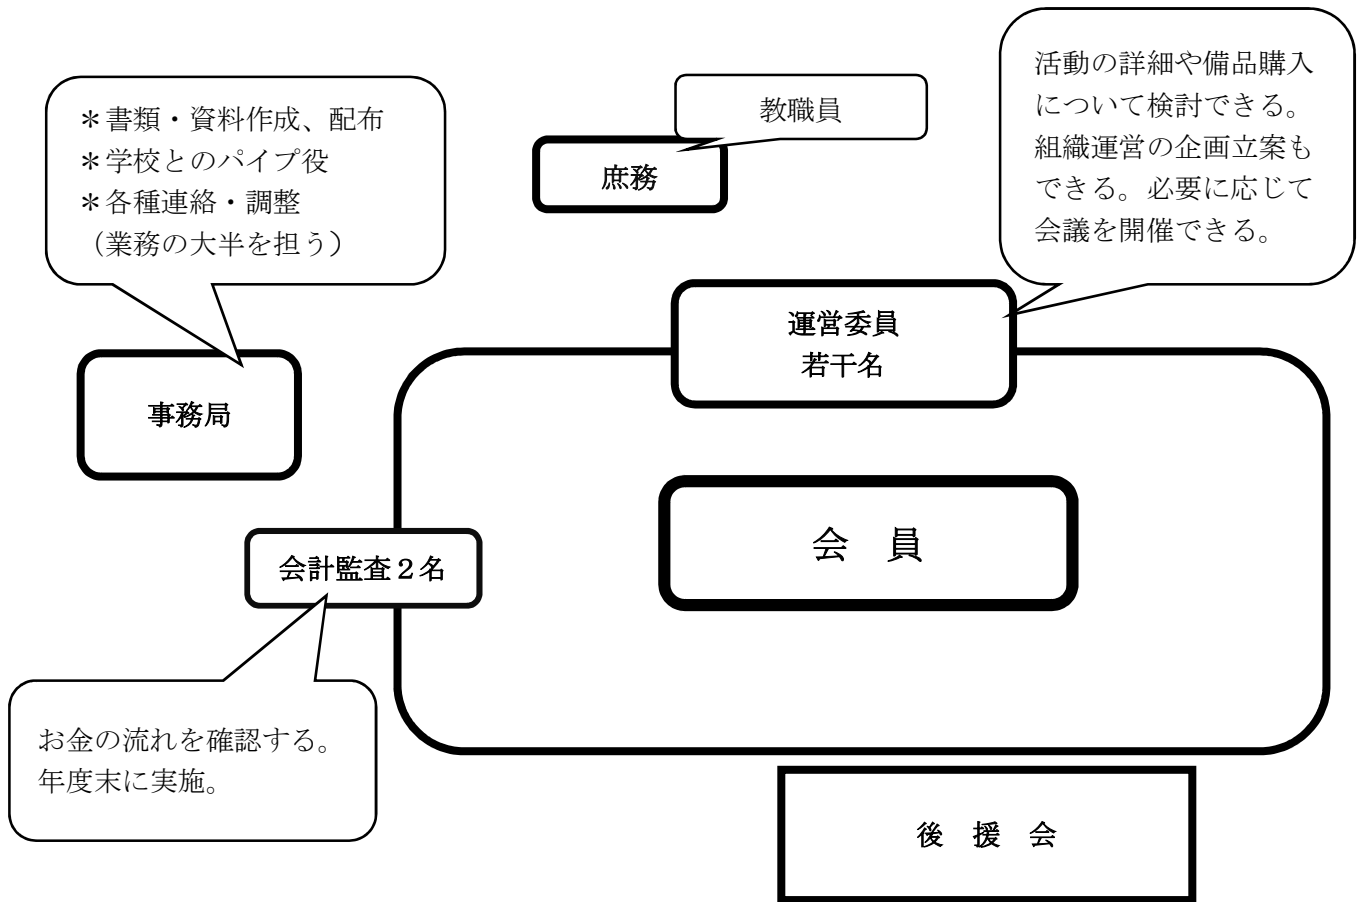 活動の詳細や備品購入
について検討できる。
組織運営の企画立案も
できる。必要に応じて
会議を開催できる。
教職員
＊書類・資料作成、配布
＊学校とのパイプ役
＊各種連絡・調整
（業務の大半を担う）
庶務
運営委員
若干名
事務局
会　員
会計監査２名
お金の流れを確認する。
年度末に実施。
後　援　会